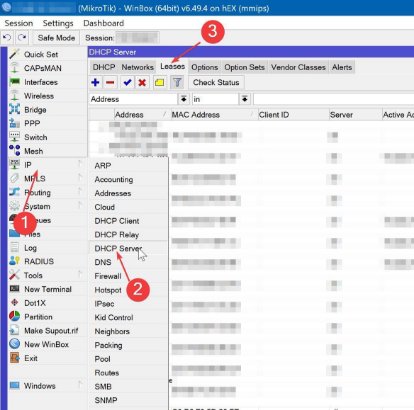 (MikroTik) - WinBox (64bit) v6.49.4 on hEX (mmips)
Session Settings Dashboard
Safe Mode Session:
3
Quick Set
CAPsMAN
Interfaces
Wireless
Bridge
PPP
Switch
Mesh
IP
MPLS
Routing
System
Queues
Files
Log
RADIUS
Tools
New Terminal
Dot1X
Partition
Make Supout.rif
New WinBox
Exit
Windows
1
DHCP Server
DHCP Networks Leases Options Option Sets Vendor Classes Alerts
Check Status
Address in
Address MAC Address Client ID Server Active Ad
ARP
Accounting
Addresses
Cloud
DHCP Client
DHCP Relay
DHCP Server
DNS
Firewall
Hotspot
IPsec
Kid Control
Neighbors
Packing
Pool
Routes
SMB
SNMP
2